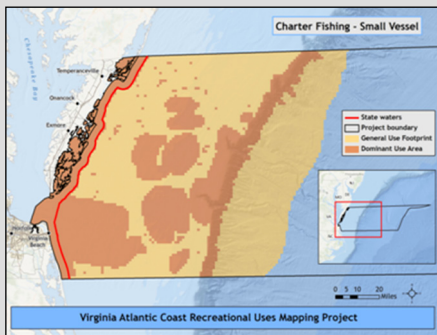 Charter Fishing - Small Vessel
Chesapeake Bay
Temperanceville
Onancock
Exmore
State waters
Project boundary
General Use Footprint
Dominant Use Area
Virginia
Beach
0 5 10 20
Miles
Virginia Atlantic Coast Recreational Uses Mapping Project